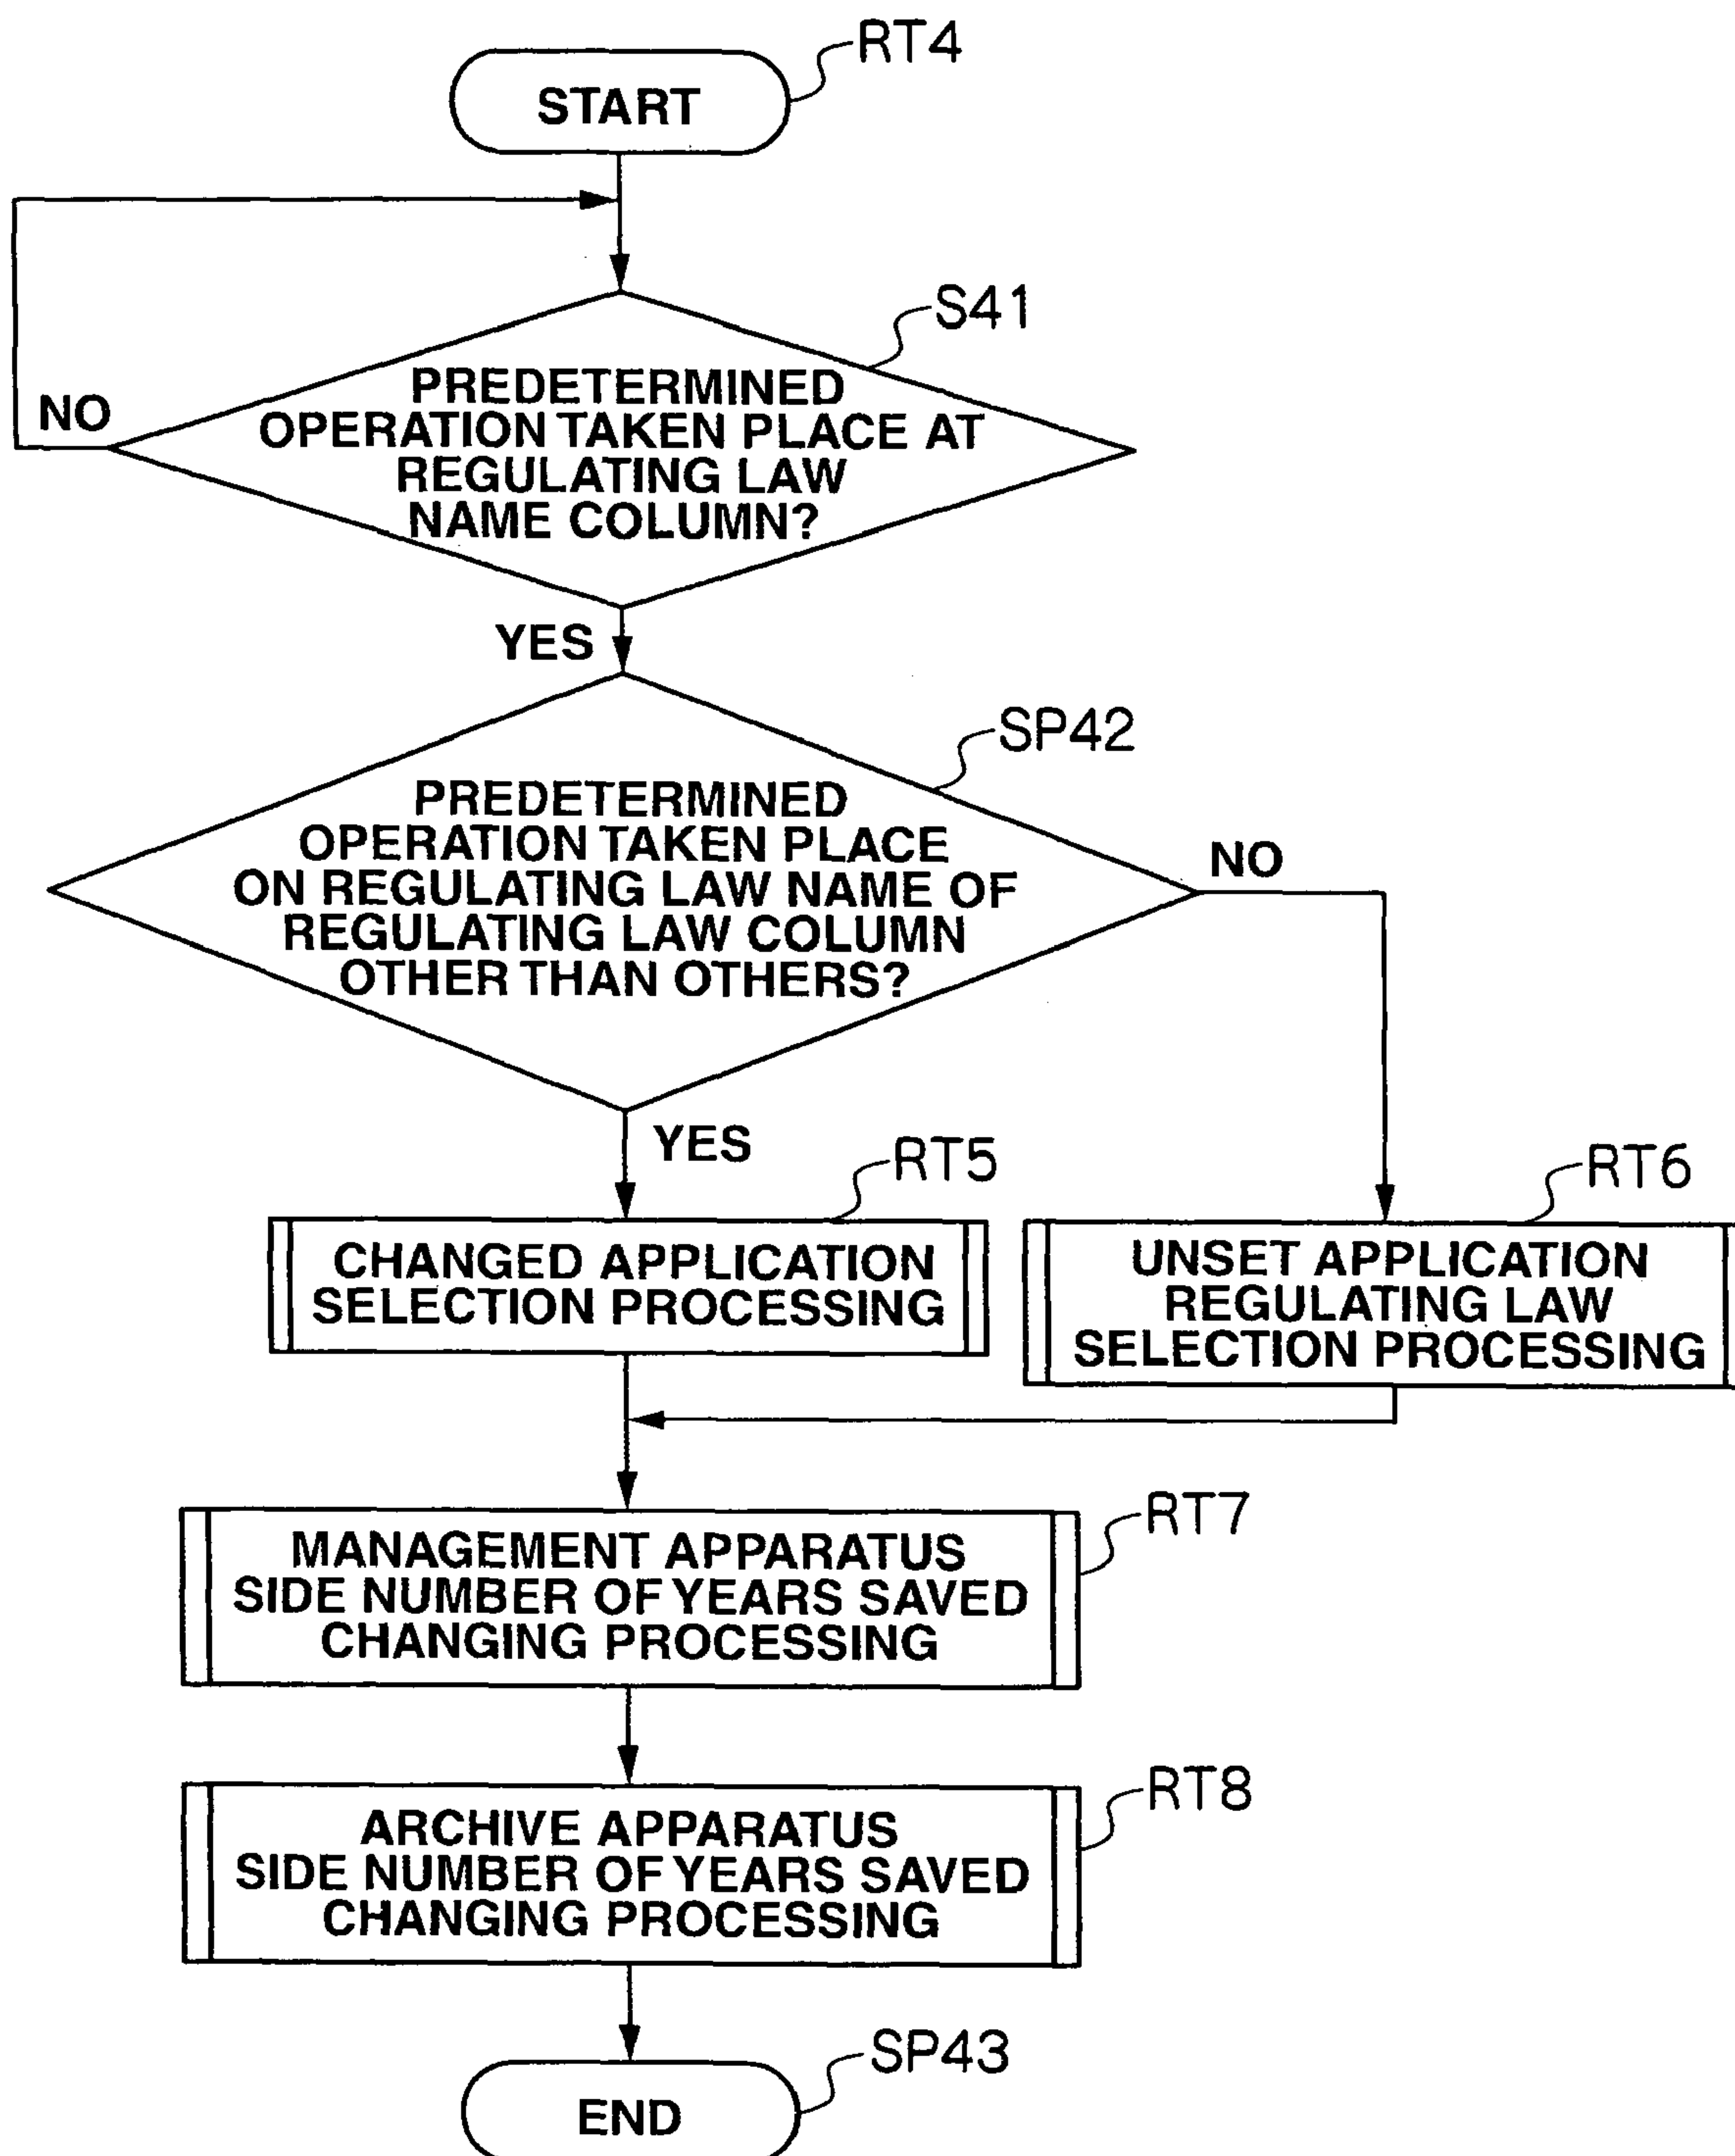 RT4
START
S41
PREDETERMINED
OPERATION TAKEN PLACE AT
REGULATING LAW
NAME COLUMN?
NO
YES
SP42
PREDETERMINED
OPERATION TAKEN PLACE
ON REGULATING LAW NAME OF
REGULATING LAW COLUMN
OTHER THAN OTHERS?
NO
YES
RT5
CHANGED APPLICATION
SELECTION PROCESSING
RT6
UNSET APPLICATION
REGULATING LAW
SELECTION PROCESSING
RT7
MANAGEMENT APPARATUS
SIDE NUMBER OF YEARS SAVED
CHANGING PROCESSING
RT8
ARCHIVE APPARATUS
SIDE NUMBER OF YEARS SAVED
CHANGING PROCESSING
SP43
END